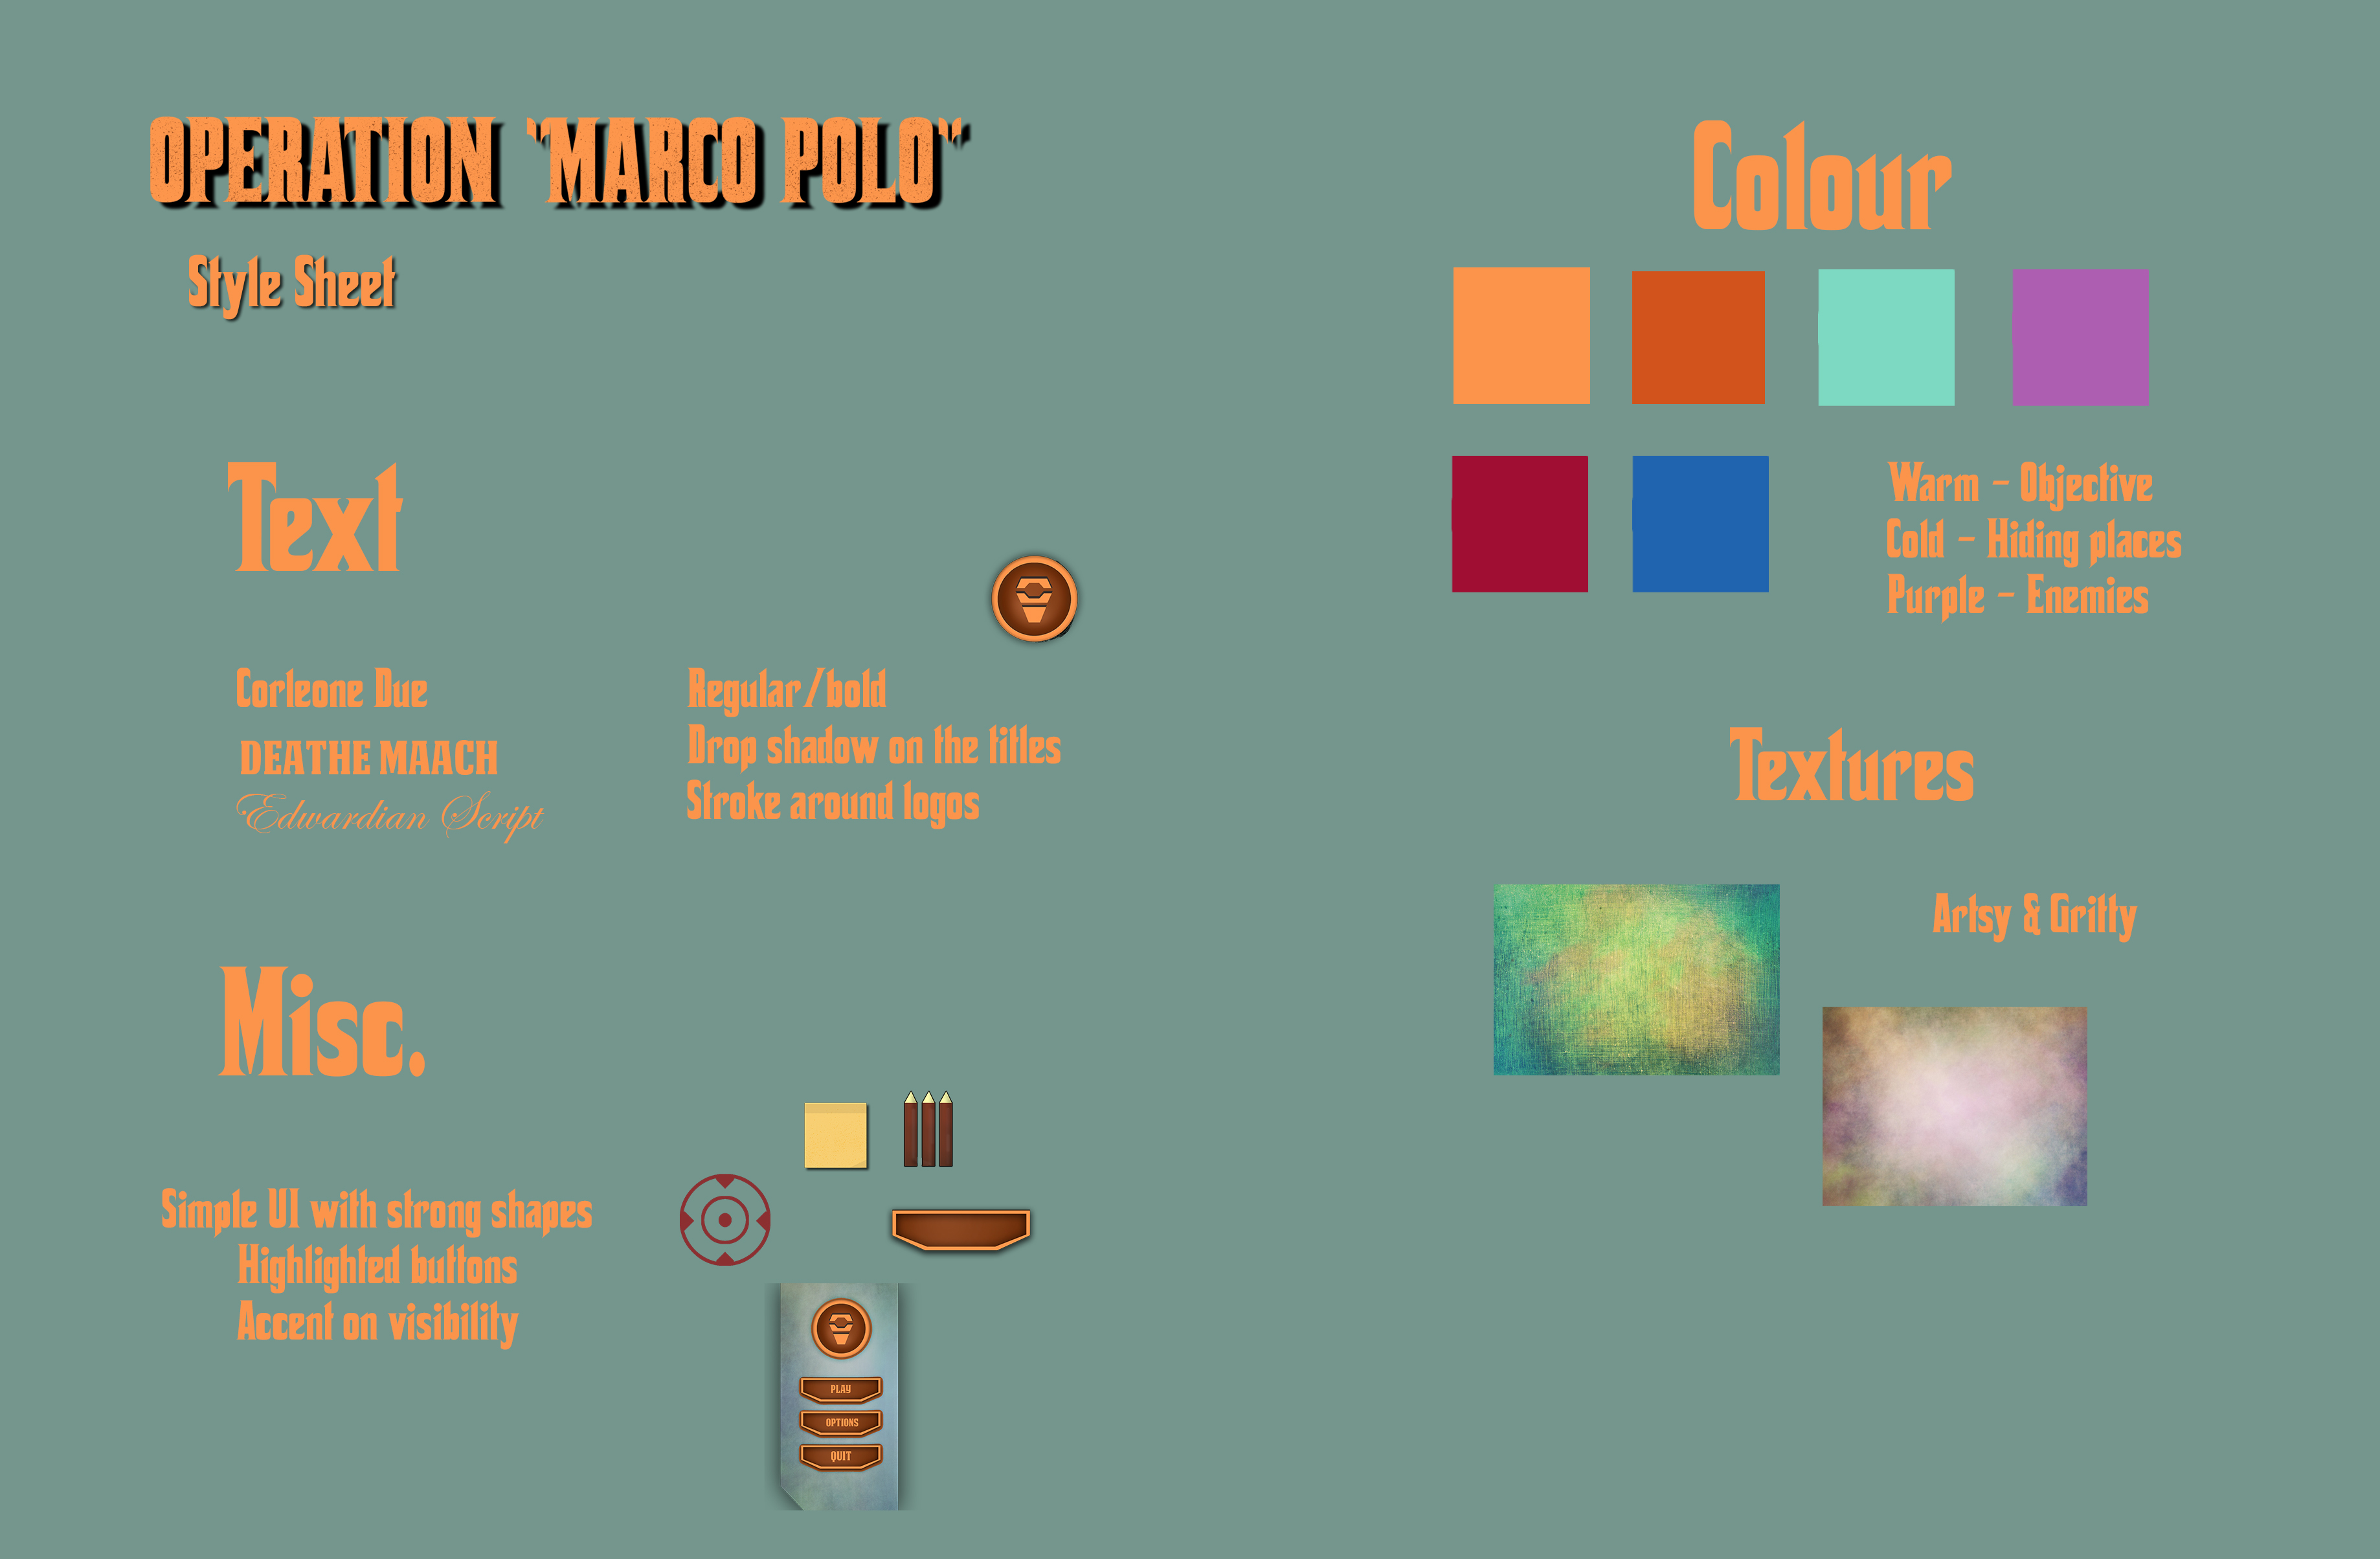 OPERATION "MARCO POLO"
Style Sheet
Text
Corleone Due
DEATHE MAACH
Edwardian Script
Regular/bold
Drop shadow on the titles
Stroke around logos
Misc.
Simple UI with strong shapes
Highlighted buttons
Accent on visibility
PLAY
OPTIONS
QUIT
Colour
Warm - Objective
Cold - Hiding places
Purple - Enemies
Textures
Artsy & Gritty